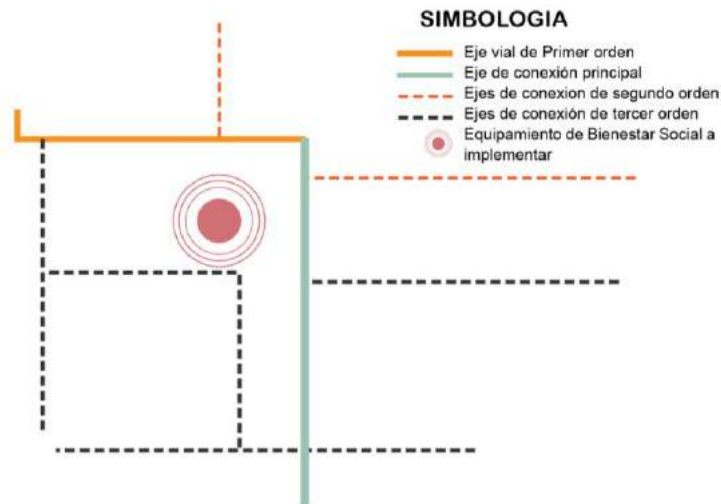 SIMBOLOGIA
Eje vial de Primer orden
Eje de conexión principal
Ejes de conexion de segundo orden
Ejes de conexión de tercer orden
Equipamiento de Bienestar Social a
implementar